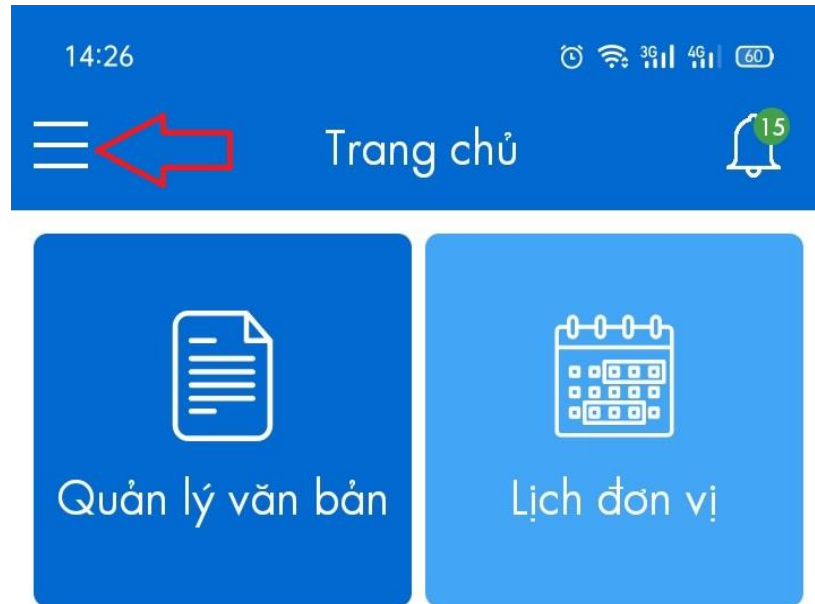 14:26 3G 4G 60
Trang chủ 15
Quản lý văn bản Lịch đơn vị